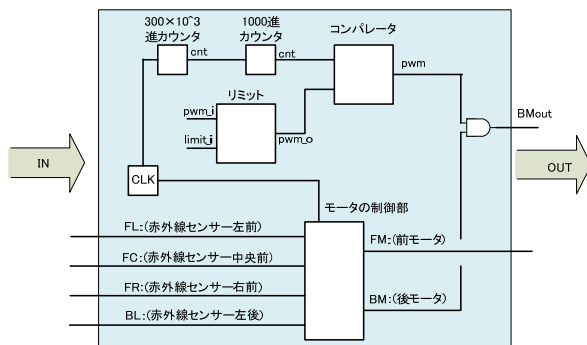 300×10^3
進カウンタ
1000進
カウンタ
コンパレータ
cnt
cnt
pwm
リミット
pwm_i
limit_i
pwm_o
BMout
IN
OUT
CLK
モータの制御部
FL:(赤外線センサー左前)
FC:(赤外線センサー中央前)
FR:(赤外線センサー右前)
BL:(赤外線センサー左後)
FM:(前モータ)
BM:(後モータ)